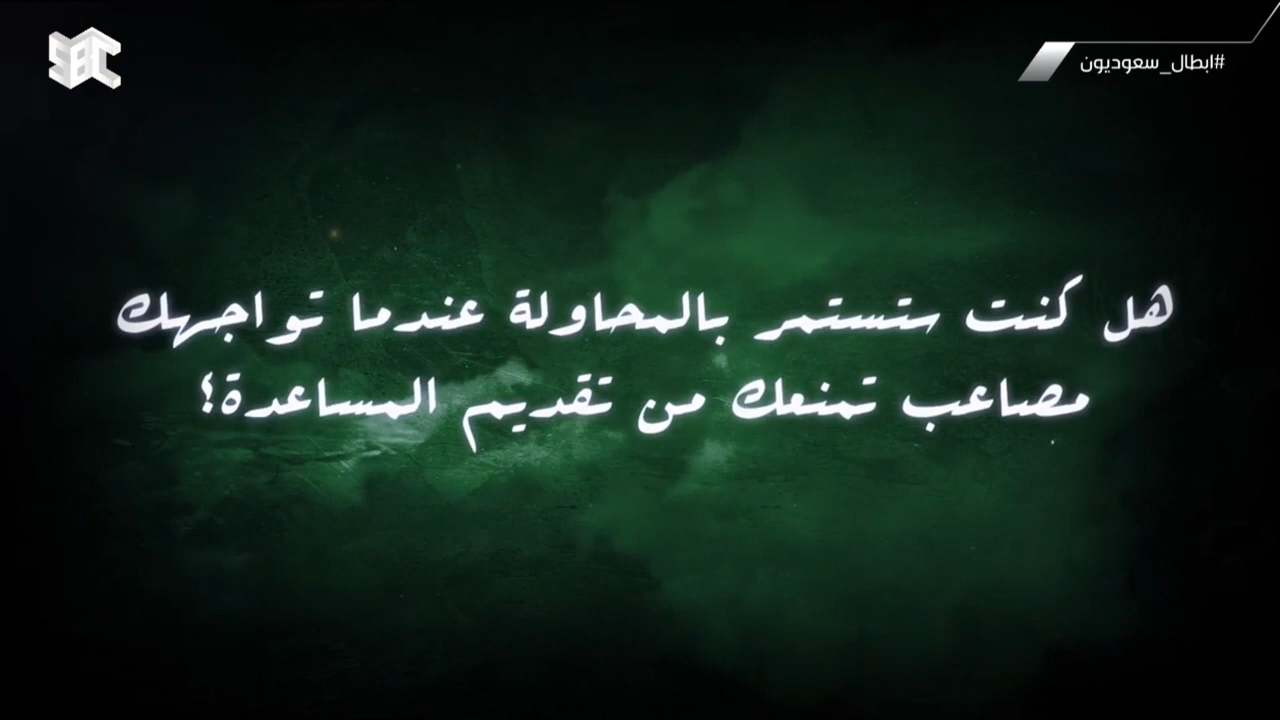 SBC
#ابطال_سعوديون
هل كنت ستستمر بالمحاولة عندما تواجهك
مصاعب تمنعك من تقديم المساعدة؟